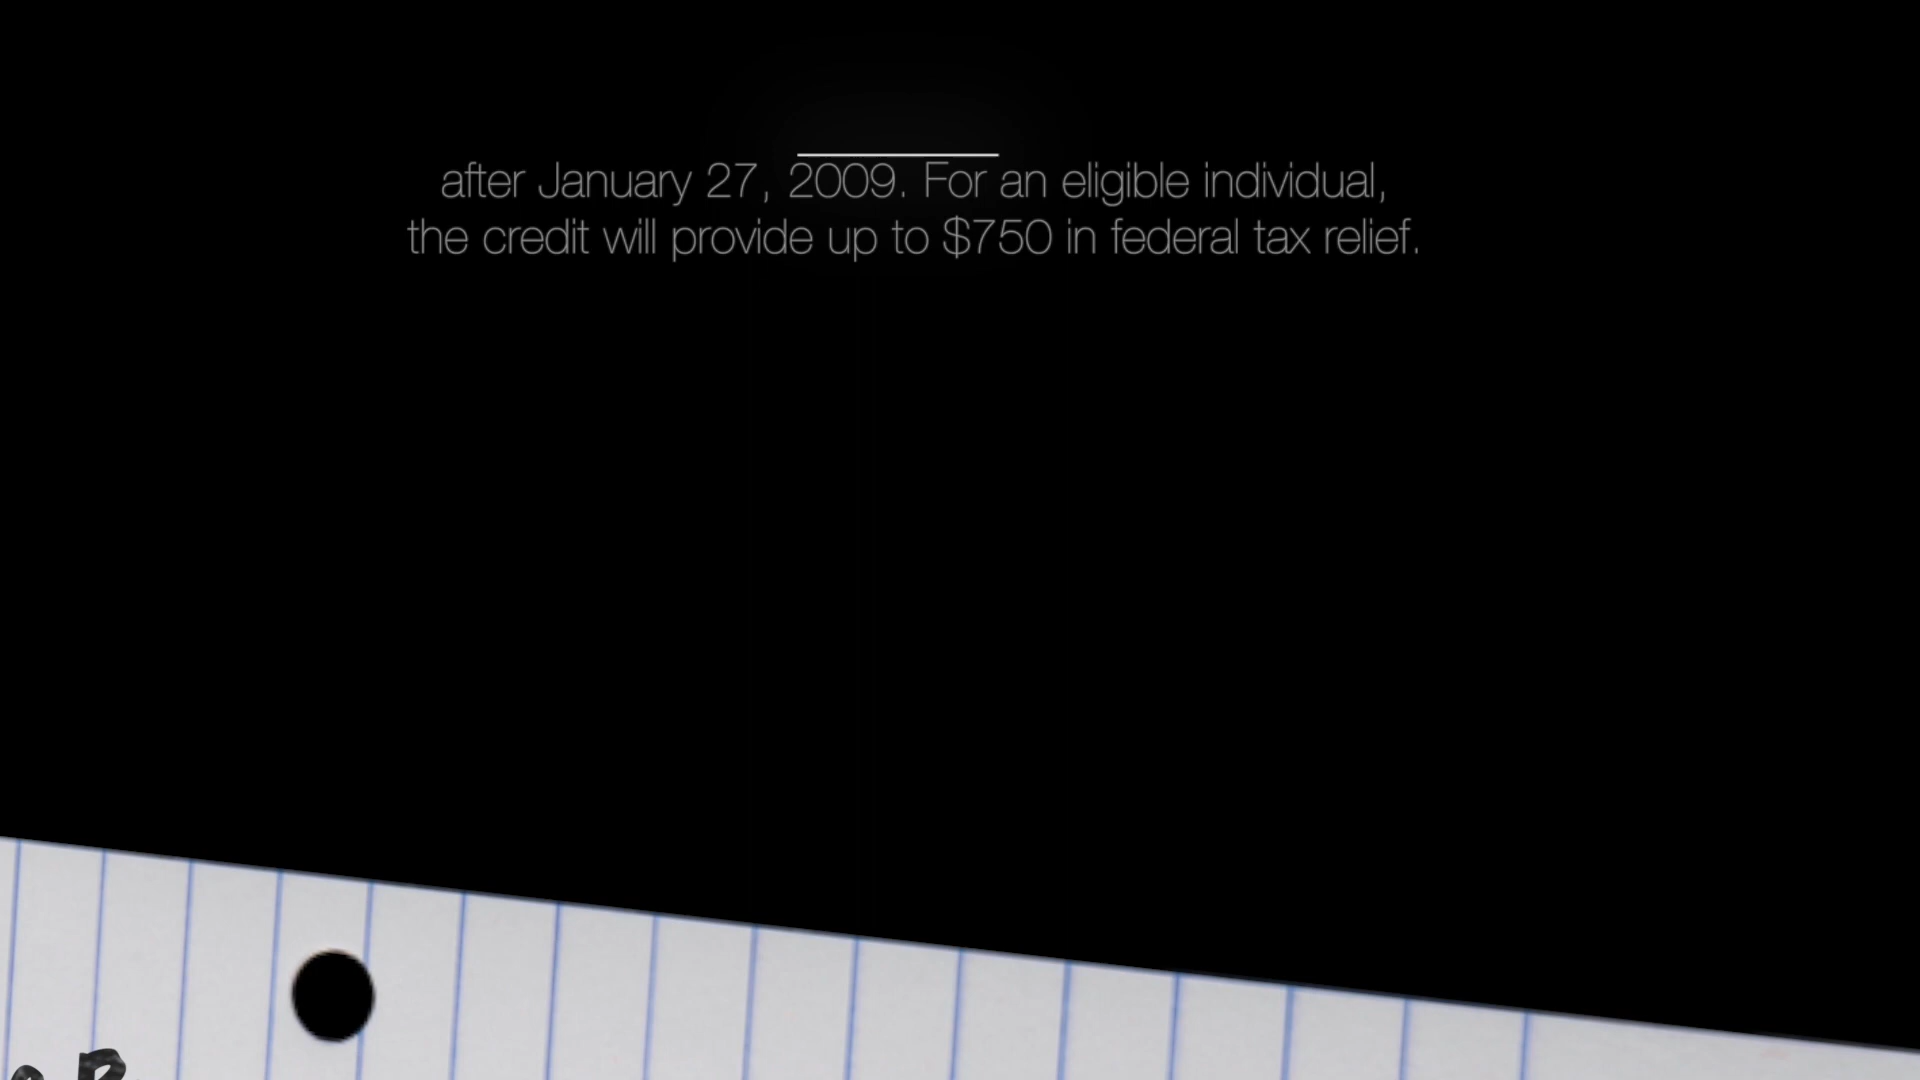 after January 27, 2009. For an eligible individual,
the credit will provide up to $750 in federal tax relief.